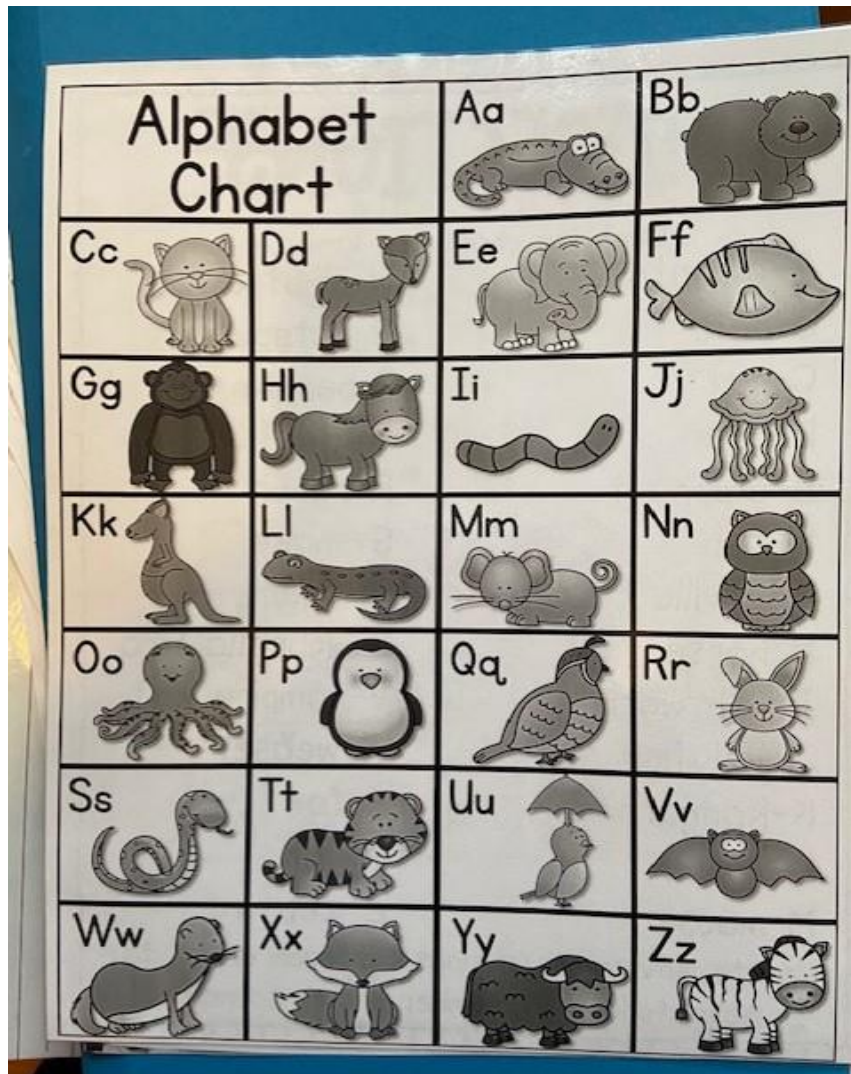 Alphabet
Chart
Aa
Bb
Cc
Dd
Ee
Ff
Gg
Hh
Ii
Jj
Kk
Ll
Mm
Nn
Oo
Pp
Qq
Rr
Ss
Tt
Uu
Vv
Ww
Xx
Yy
Zz